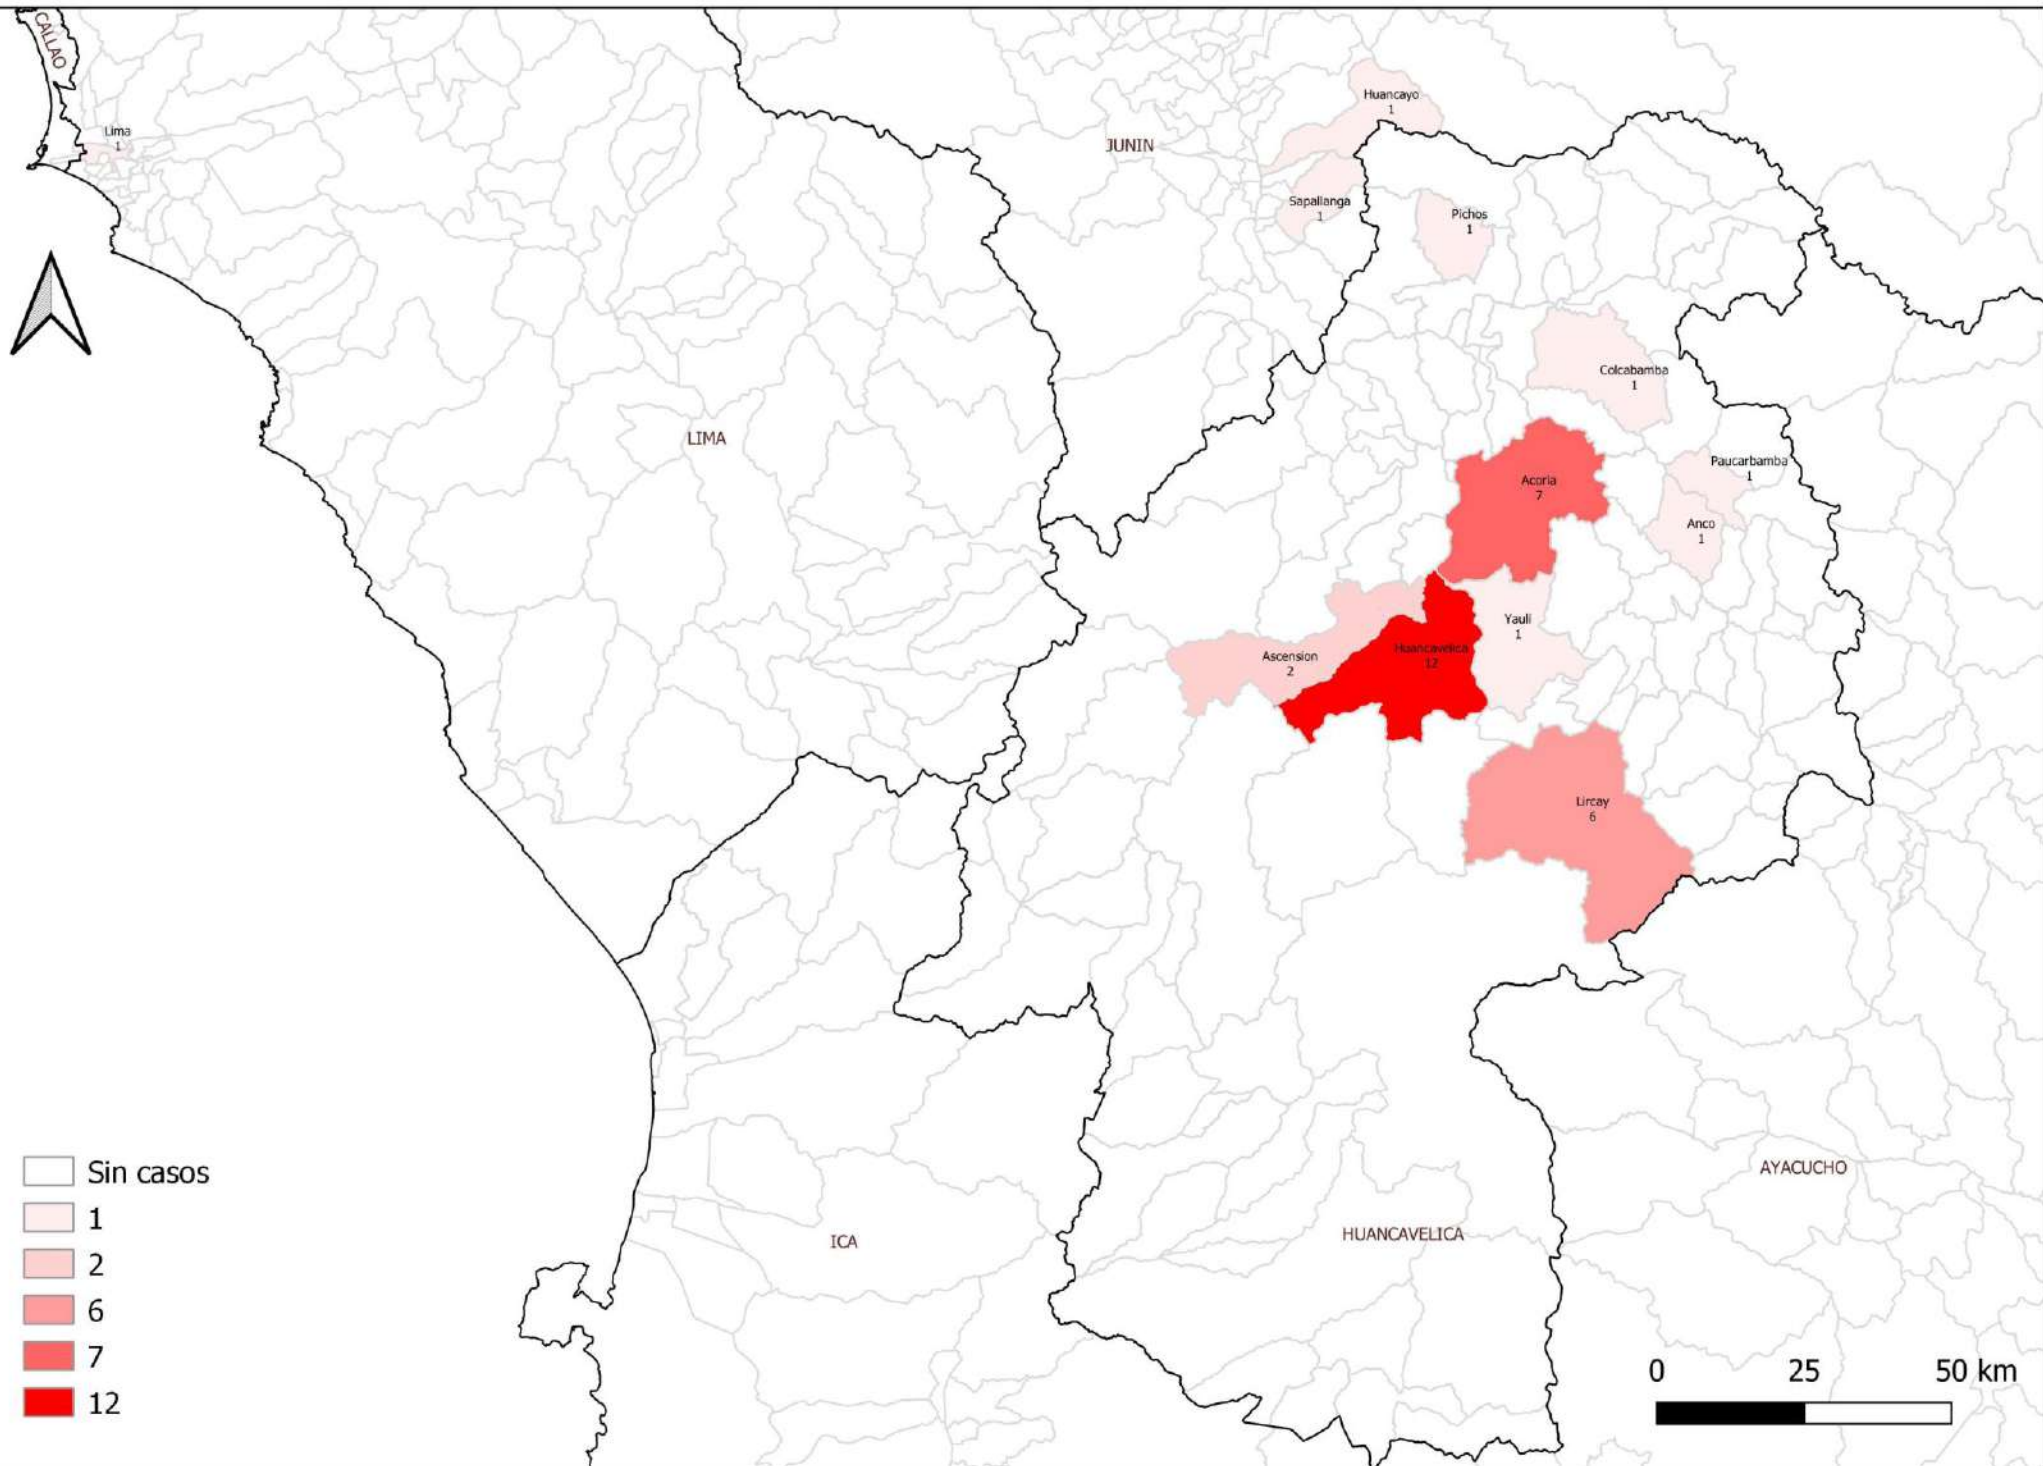 CALLAO
Lima
1
Huancayo
1
JUNIN
Sapallanga
1
Pichos
1
Colcabamba
1
LIMA
Paucarbamba
1
Acoria
7
Anco
1
Yauli
1
Huancavelica
12
Ascension
2
Lircay
6
AYACUCHO
HUANCAVELICA
ICA
Sin casos
1
2
6
7
12
0 25 50 km